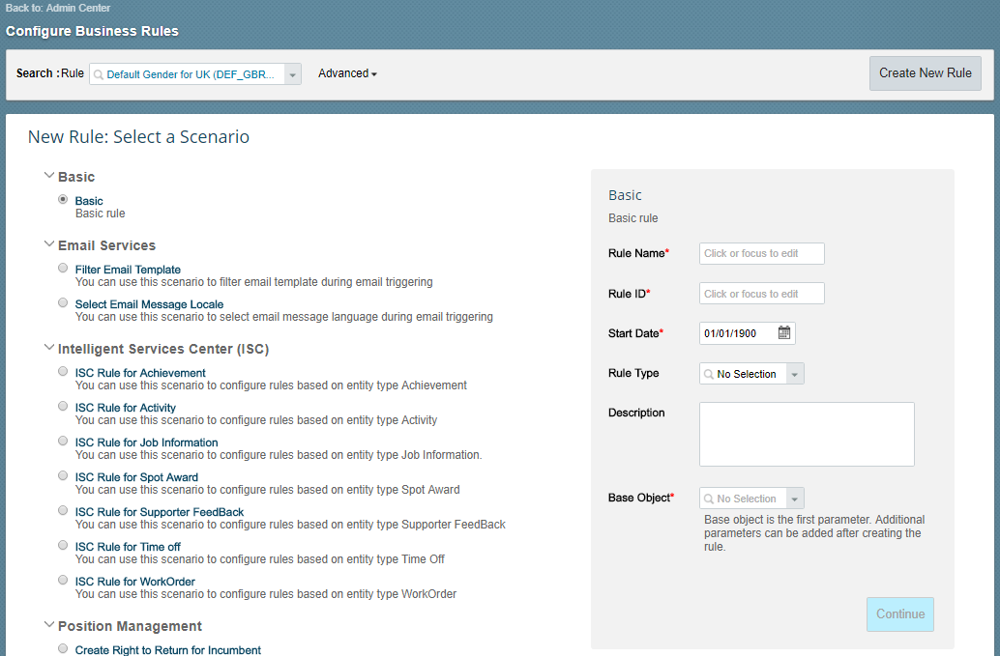 Back to: Admin Center
Configure Business Rules
Search : Rule Default Gender for UK (DEF_GBR... Advanced Create New Rule
New Rule: Select a Scenario
Basic
Basic
Basic rule
Email Services
Filter Email Template
You can use this scenario to filter email template during email triggering
Select Email Message Locale
You can use this scenario to select email message language during email triggering
Intelligent Services Center (ISC)
ISC Rule for Achievement
You can use this scenario to configure rules based on entity type Achievement
ISC Rule for Activity
You can use this scenario to configure rules based on entity type Activity
ISC Rule for Job Information
You can use this scenario to configure rules based on entity type Job Information.
ISC Rule for Spot Award
You can use this scenario to configure rules based on entity type Spot Award
ISC Rule for Supporter FeedBack
You can use this scenario to configure rules based on entity type Supporter FeedBack
ISC Rule for Time off
You can use this scenario to configure rules based on entity type Time Off
ISC Rule for WorkOrder
You can use this scenario to configure rules based on entity type WorkOrder
Position Management
Create Right to Return for Incumbent
Basic
Basic rule
Rule Name* Click or focus to edit
Rule ID* Click or focus to edit
Start Date* 01/01/1900
Rule Type No Selection
Description
Base Object* No Selection
Base object is the first parameter. Additional
parameters can be added after creating the
rule.
Continue